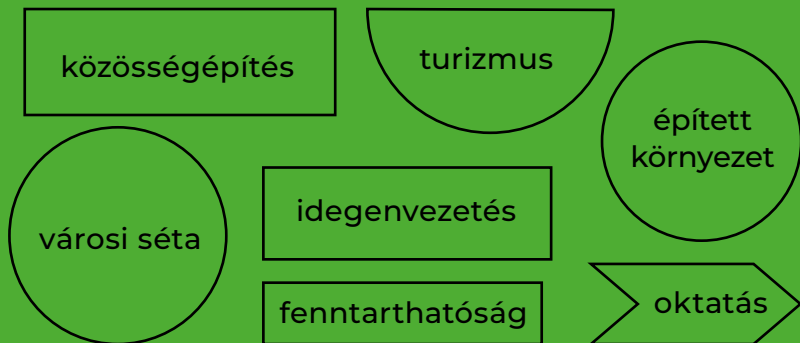 közösségépítés
turizmus
épített
környezet
városi séta
idegenvezetés
fenntarthatóság
oktatás